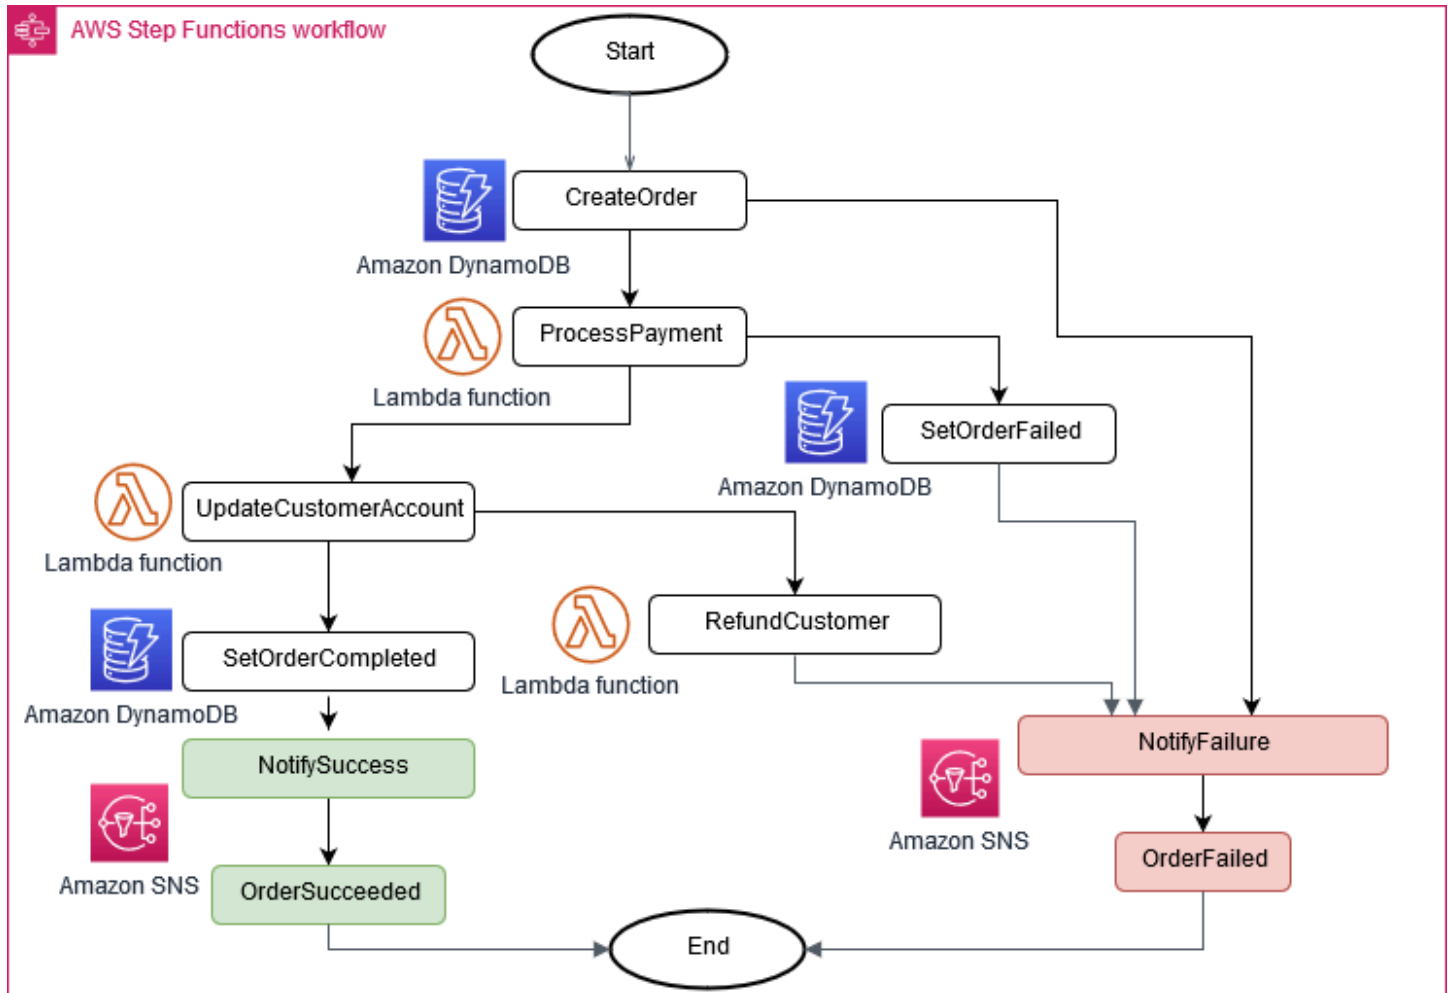 AWS Step Functions workflow
Start
CreateOrder
Amazon DynamoDB
ProcessPayment
Lambda function
SetOrderFailed
Amazon DynamoDB
UpdateCustomerAccount
Lambda function
RefundCustomer
Lambda function
SetOrderCompleted
Amazon DynamoDB
NotifySuccess
Amazon SNS
NotifyFailure
Amazon SNS
OrderSucceeded
OrderFailed
End